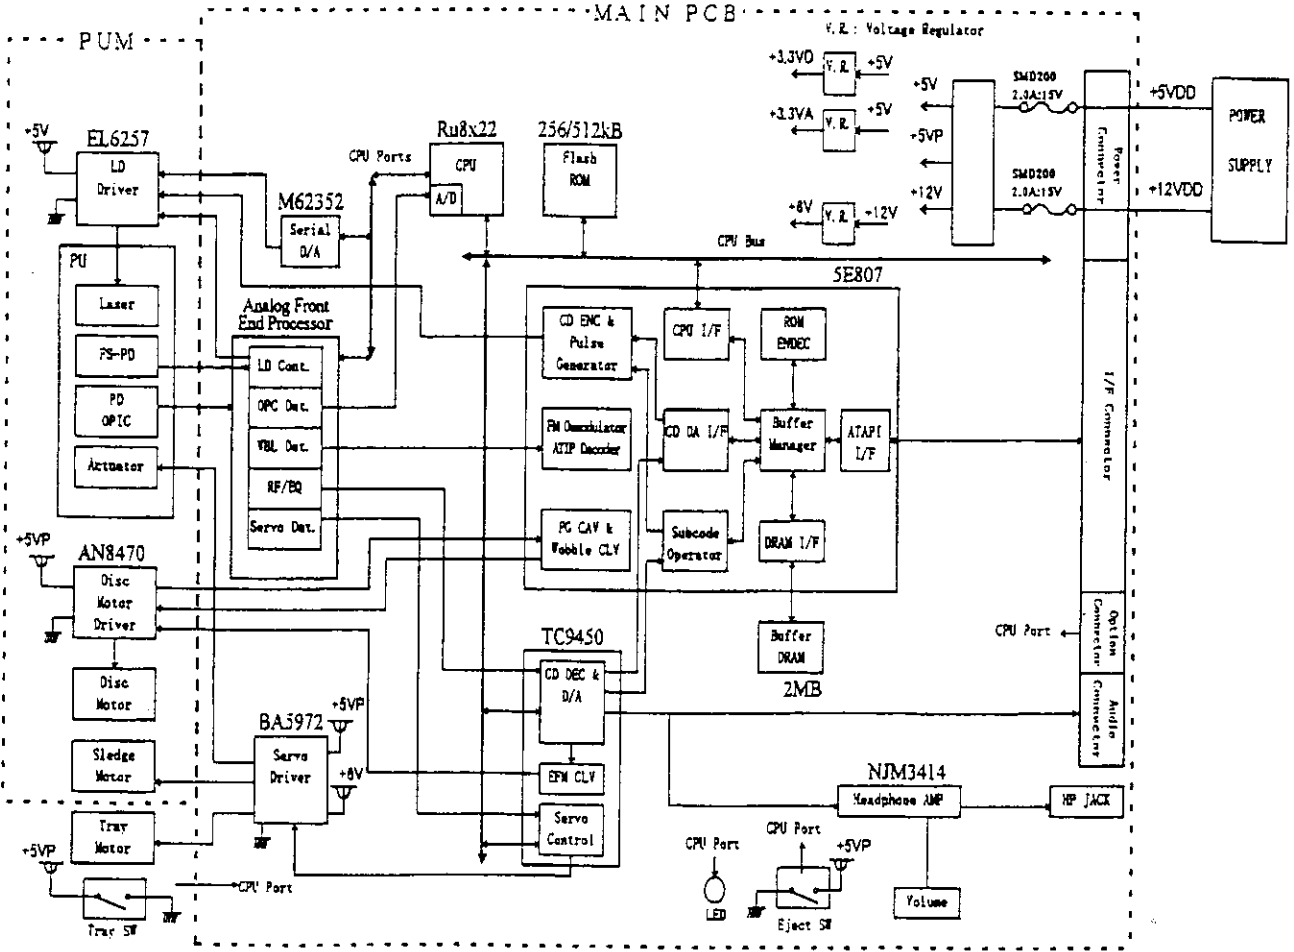 MAIN PCB
PUM
V.R.: Voltage Regulator
+3.3VD
V.R.
+5V
+3.3VA
V.R.
+5V
+8V
V.R.
+12V
+5V
+5VP
+12V
SMD200
2.0A:15V
SMD200
2.0A:15V
Power
Connector
+5VDD
+12VDD
POWER
SUPPLY
+5V
EL6257
LD
Driver
M62352
Serial
D/A
CPU Ports
Ru8x22
CPU
A/D
256/512kB
Flash
ROM
CPU Bus
5E807
PU
Laser
FS-PD
PD
OPIC
Actuator
Analog Front
End Processor
LD Cont.
OPC Det.
WBL Det.
RF/EQ
Servo Det.
CD ENC &
Pulse
Generator
CPU I/F
ROM
ENDEC
FM Demodulator
ATIP Decoder
CD DA I/F
Buffer
Manager
ATAPI
I/F
I/F Connector
FG CAV &
Wobble CLV
Subcode
Operator
DRAM I/F
Buffer
DRAM
2MB
+5VP
AN8470
Disc
Motor
Driver
Disc
Motor
Sledge
Motor
Tray
Motor
+5VP
Tray SW
CPU Port
BA5972
+5VP
+8V
Servo
Driver
TC9450
CD DEC &
D/A
EFM CLV
Servo
Control
CPU Port
Option
Connector
Audio
Connector
NJM3414
Headphone AMP
HP JACK
Volume
CPU Port
LED
CPU Port
+5VP
Eject SW